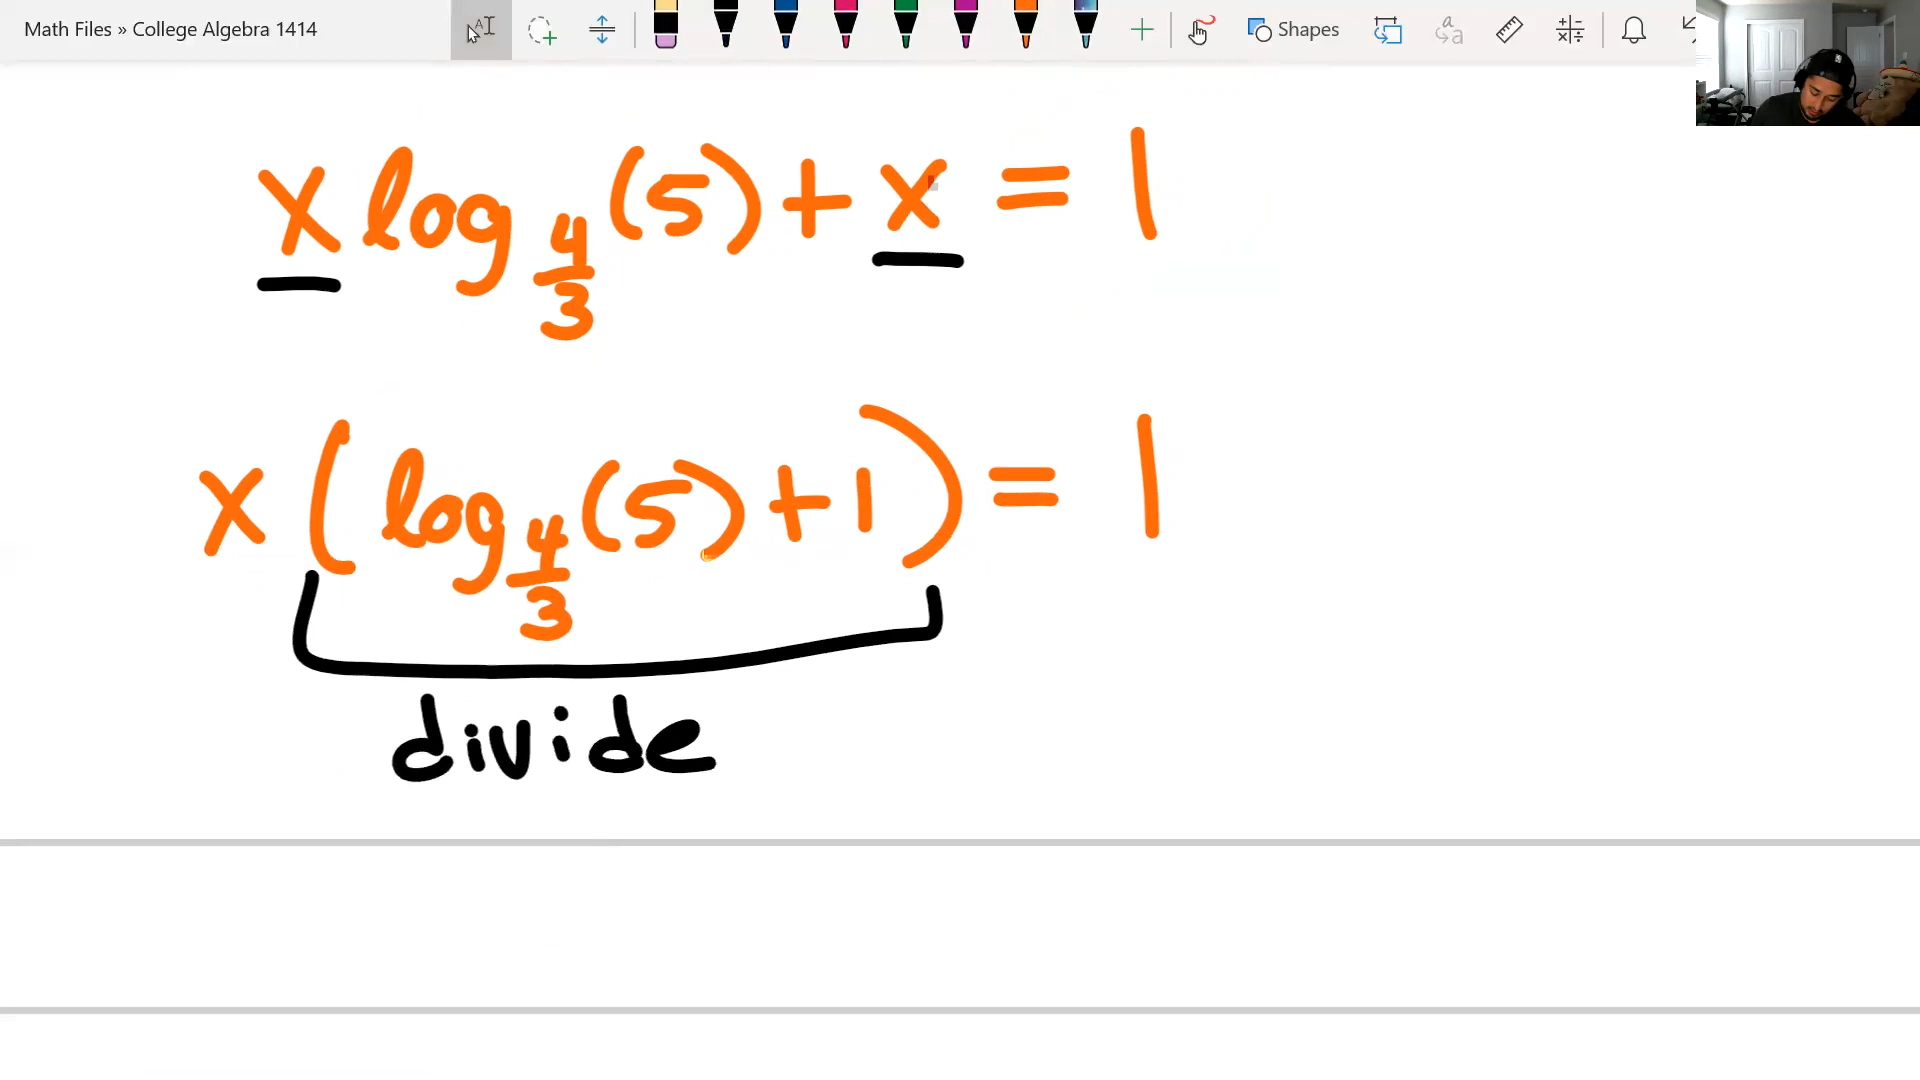 Math Files » College Algebra 1414
Shapes
x log_{4/3} (5) + x = 1
x ( log_{4/3} (5) + 1 ) = 1
divide